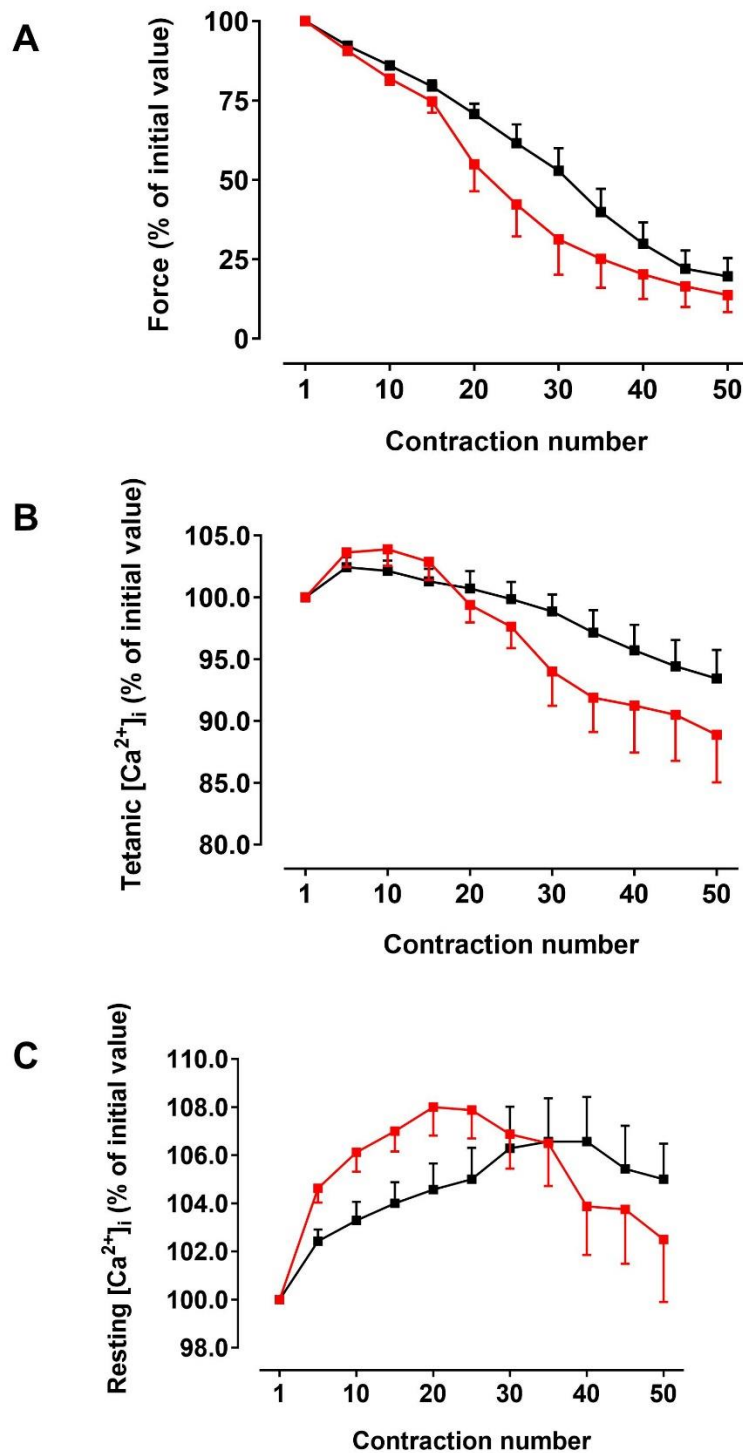 A
Force (% of initial value)
100
75
50
25
0
1 10 20 30 40 50
Contraction number
B
Tetanic [Ca²⁺]ᵢ (% of initial value)
105.0
100.0
95.0
90.0
85.0
80.0
1 10 20 30 40 50
Contraction number
C
Resting [Ca²⁺]ᵢ (% of initial value)
110.0
108.0
106.0
104.0
102.0
100.0
98.0
1 10 20 30 40 50
Contraction number